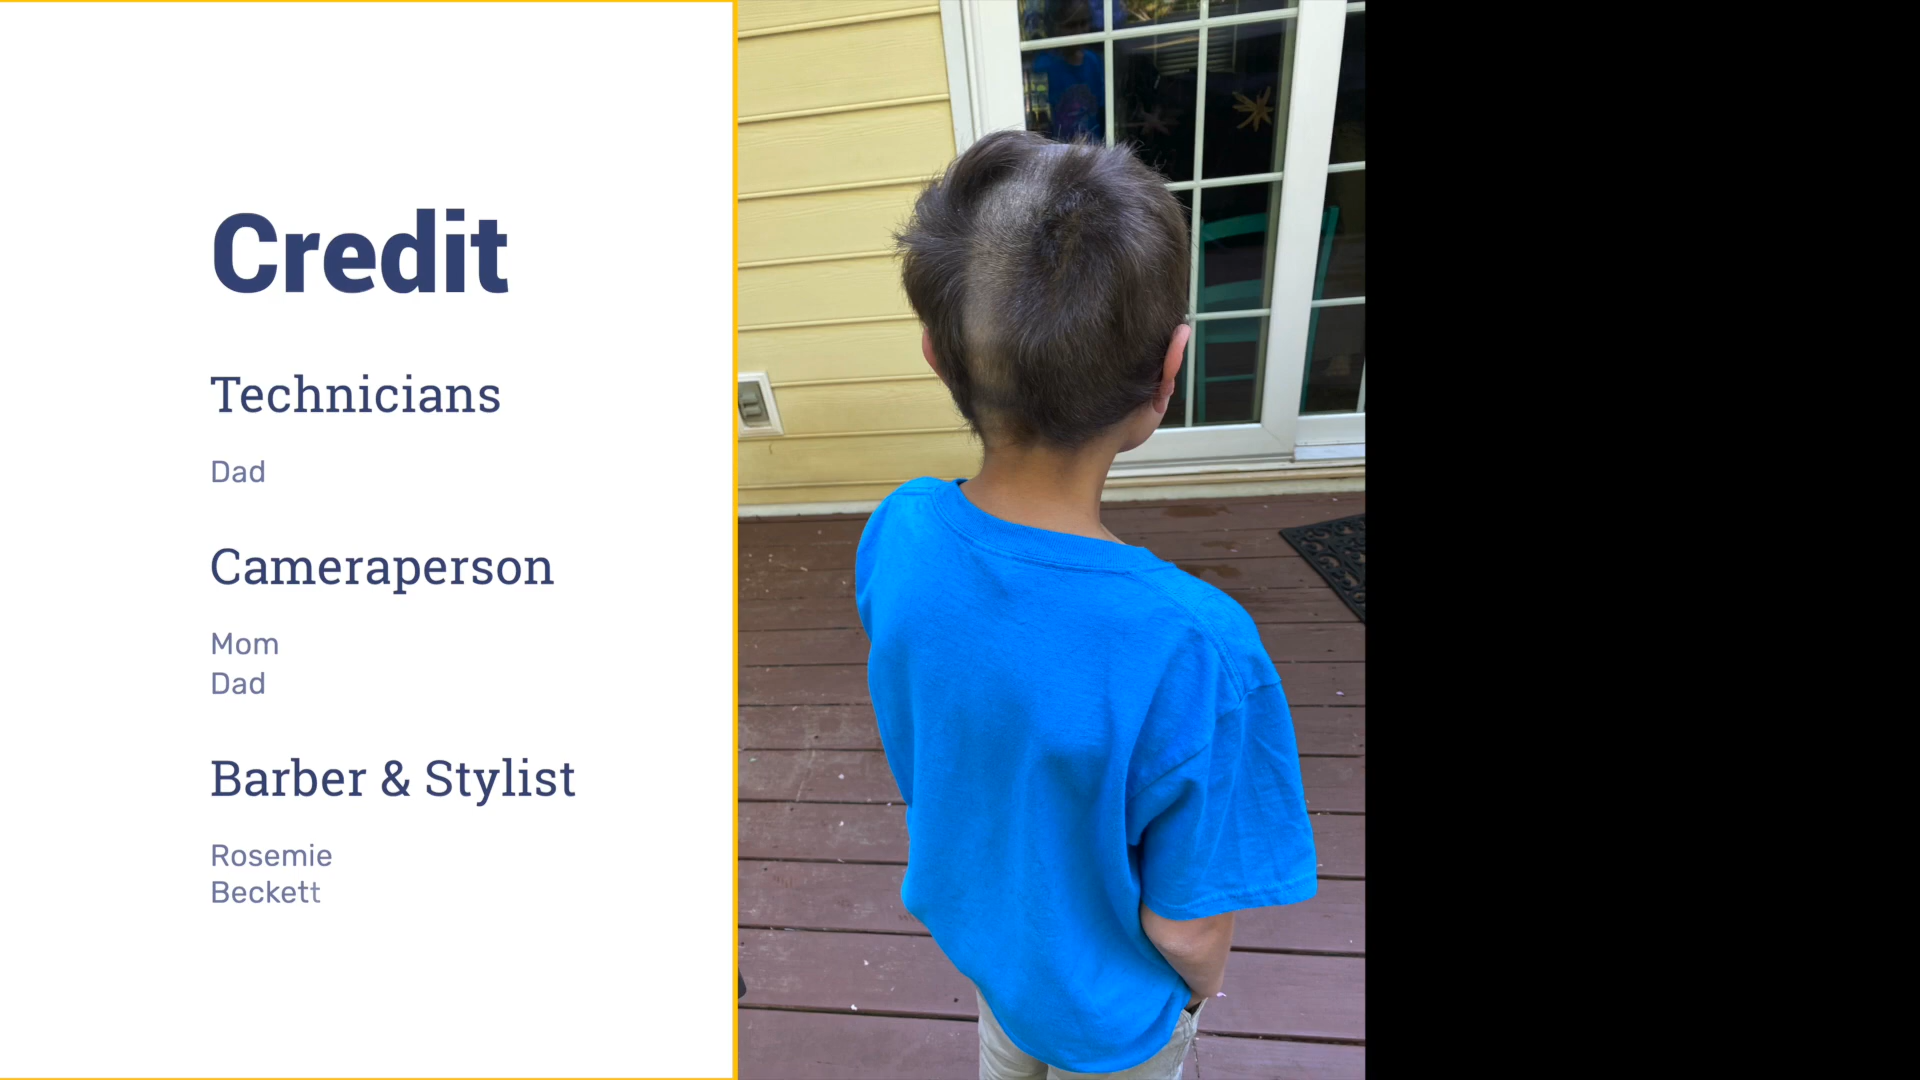 Credit
Technicians
Dad
Cameraperson
Mom
Dad
Barber & Stylist
Rosemie
Beckett